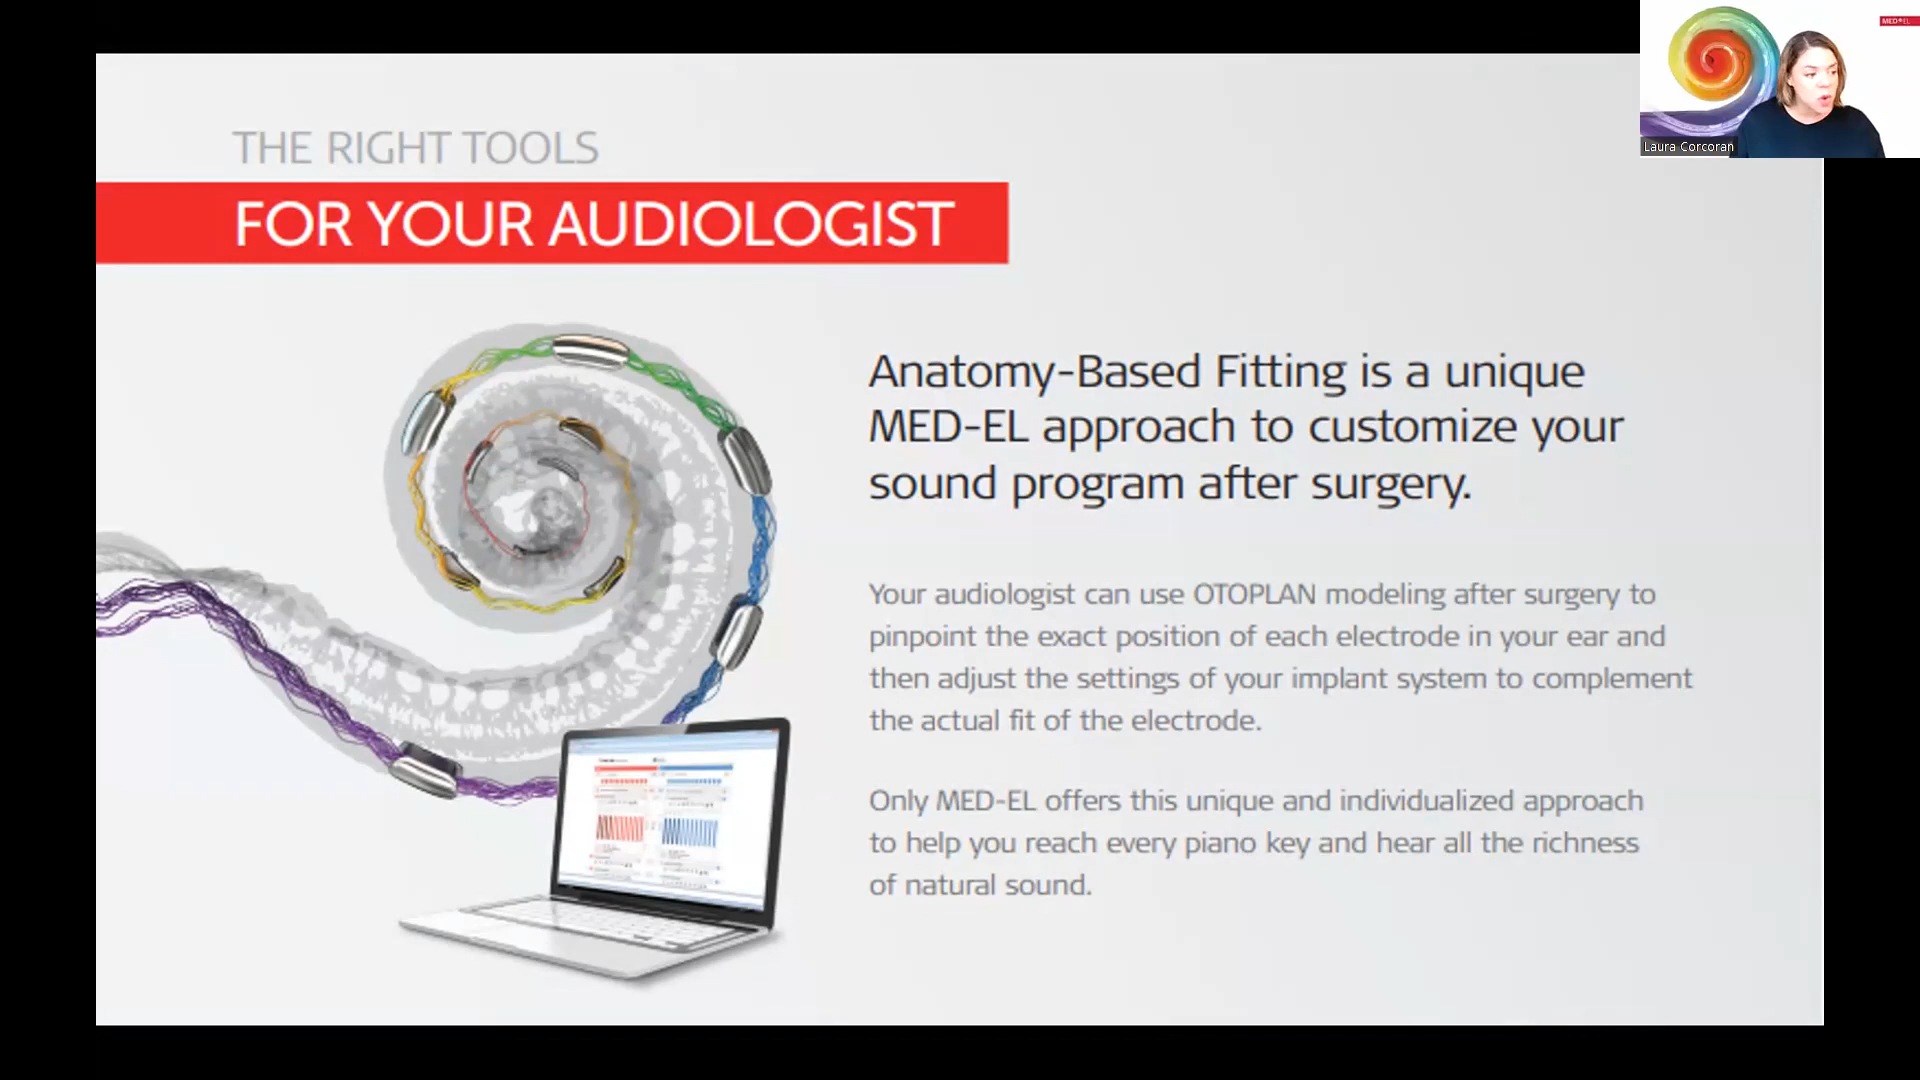 MED•EL
Laura Corcoran
THE RIGHT TOOLS
FOR YOUR AUDIOLOGIST
Anatomy-Based Fitting is a unique
MED-EL approach to customize your
sound program after surgery.
Your audiologist can use OTOPLAN modeling after surgery to
pinpoint the exact position of each electrode in your ear and
then adjust the settings of your implant system to complement
the actual fit of the electrode.
Only MED-EL offers this unique and individualized approach
to help you reach every piano key and hear all the richness
of natural sound.